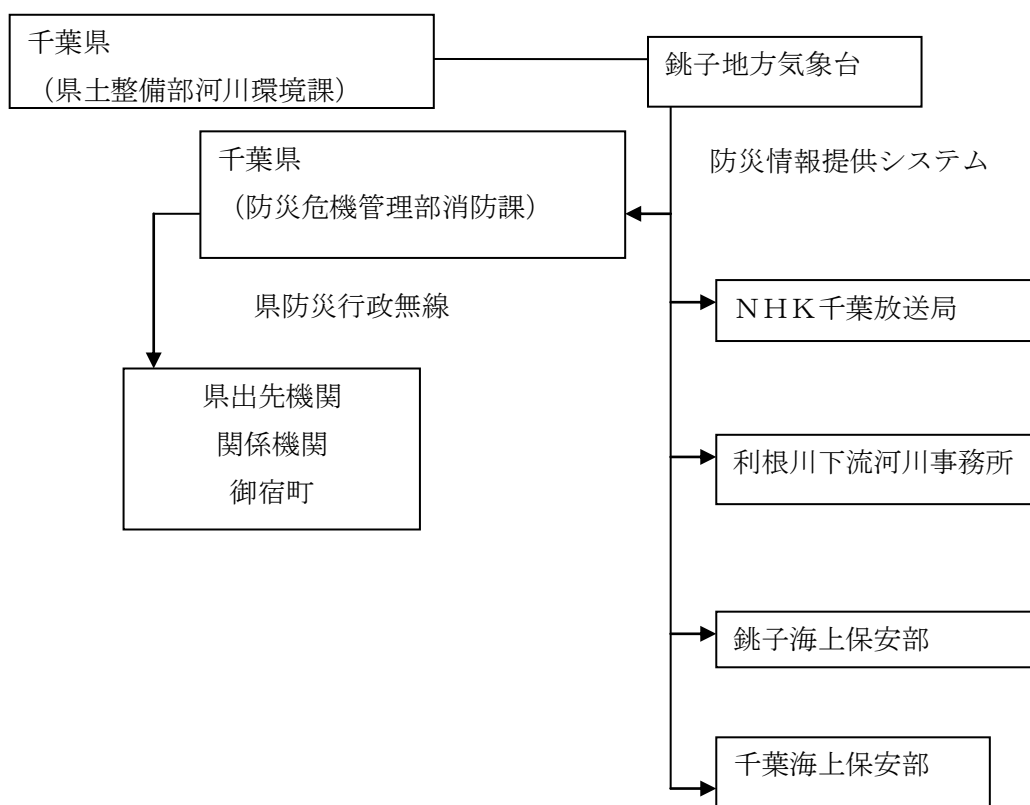 千葉県
（県土整備部河川環境課）
銚子地方気象台
千葉県
（防災危機管理部消防課）
防災情報提供システム
県防災行政無線
ＮＨＫ千葉放送局
県出先機関
関係機関
御宿町
利根川下流河川事務所
銚子海上保安部
千葉海上保安部